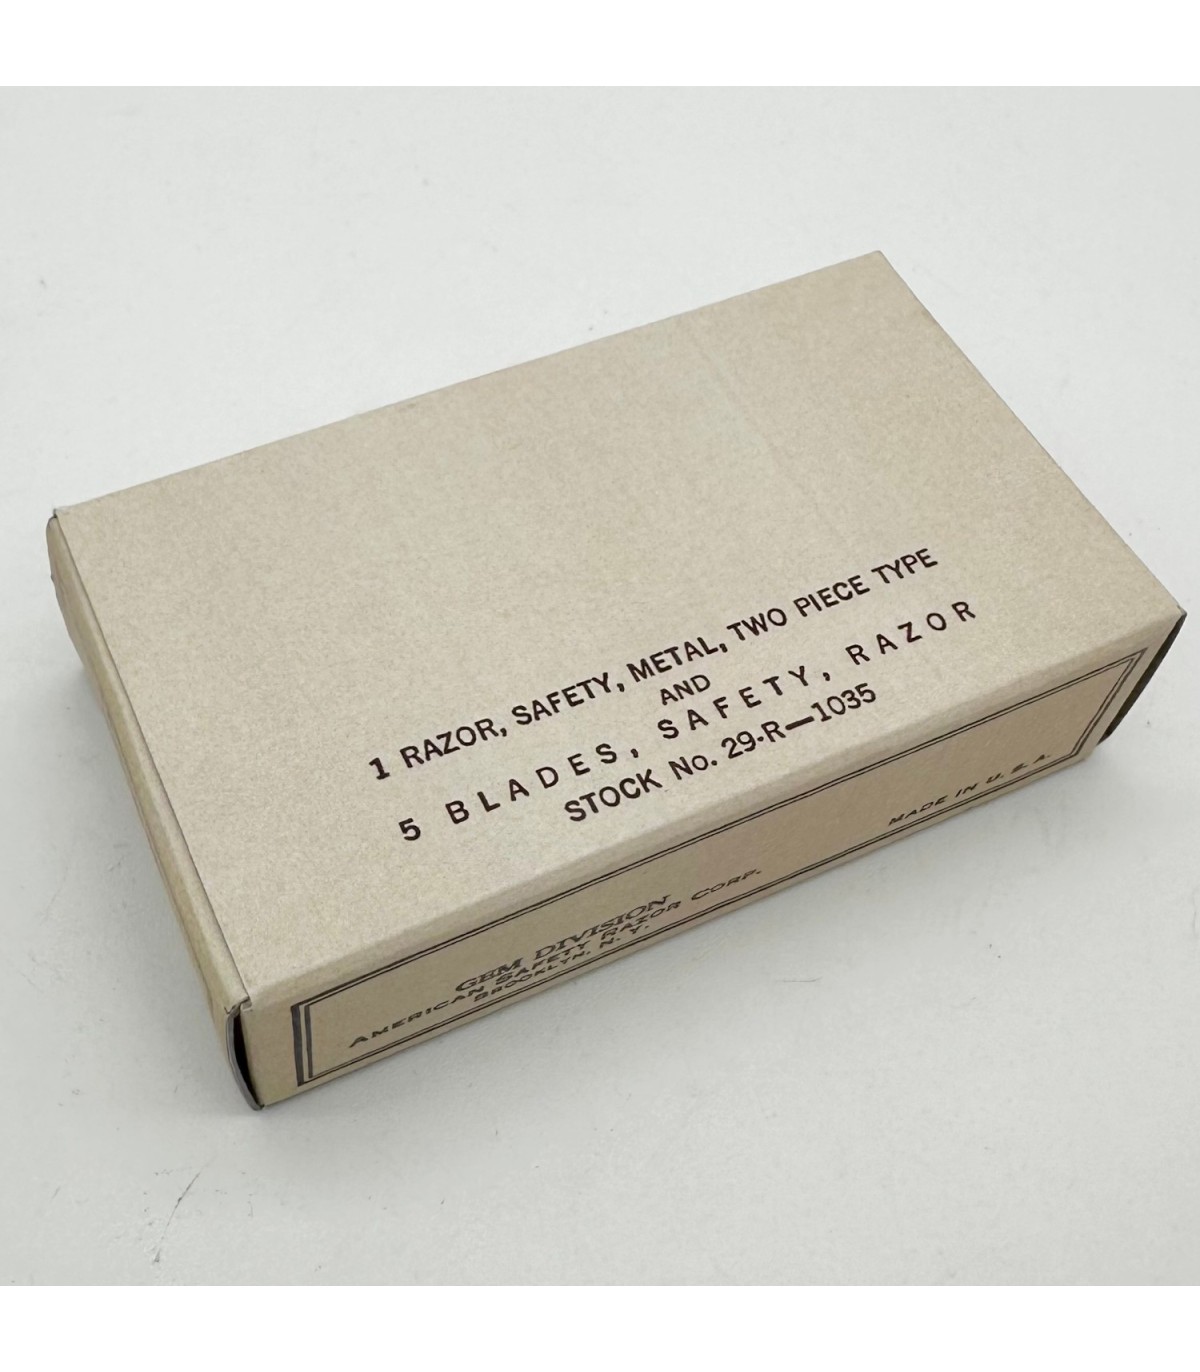 1 RAZOR, SAFETY, METAL, TWO PIECE TYPE
AND
5 BLADES, SAFETY, RAZOR
STOCK No. 29-R—1035
GEM DIVISION
AMERICAN SAFETY RAZOR CORP.
BROOKLYN, N. Y.
MADE IN U. S. A.